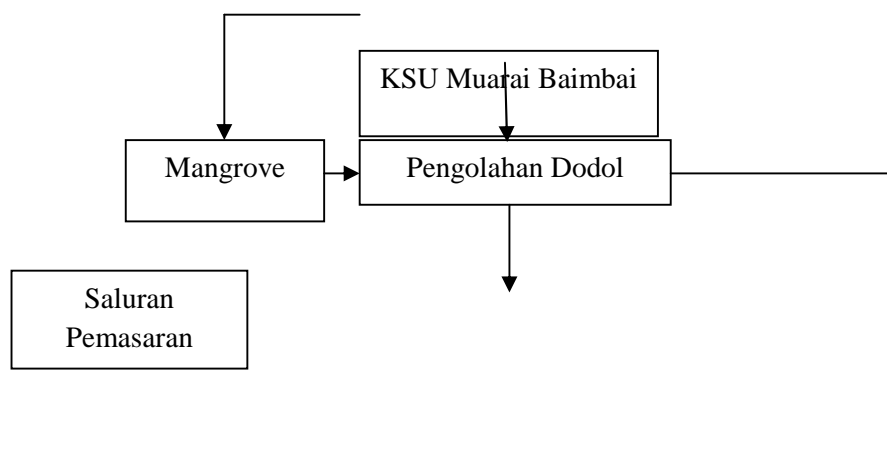 KSU Muarai Baimbai
Mangrove
Pengolahan Dodol
Saluran
Pemasaran